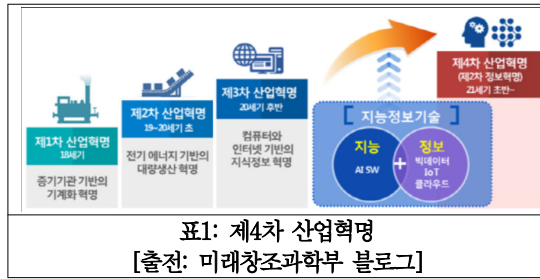 제1차 산업혁명
18세기
증기기관 기반의
기계화 혁명
제2차 산업혁명
19~20세기 초
전기 에너지 기반의
대량생산 혁명
제3차 산업혁명
20세기 후반
컴퓨터와
인터넷 기반의
지식정보 혁명
[ 지능정보기술 ]
지능
AI SW
+
정보
빅데이터
IoT
클라우드
제4차 산업혁명
(제2차 정보혁명)
21세기 초반~
표1: 제4차 산업혁명
[출전: 미래창조과학부 블로그]